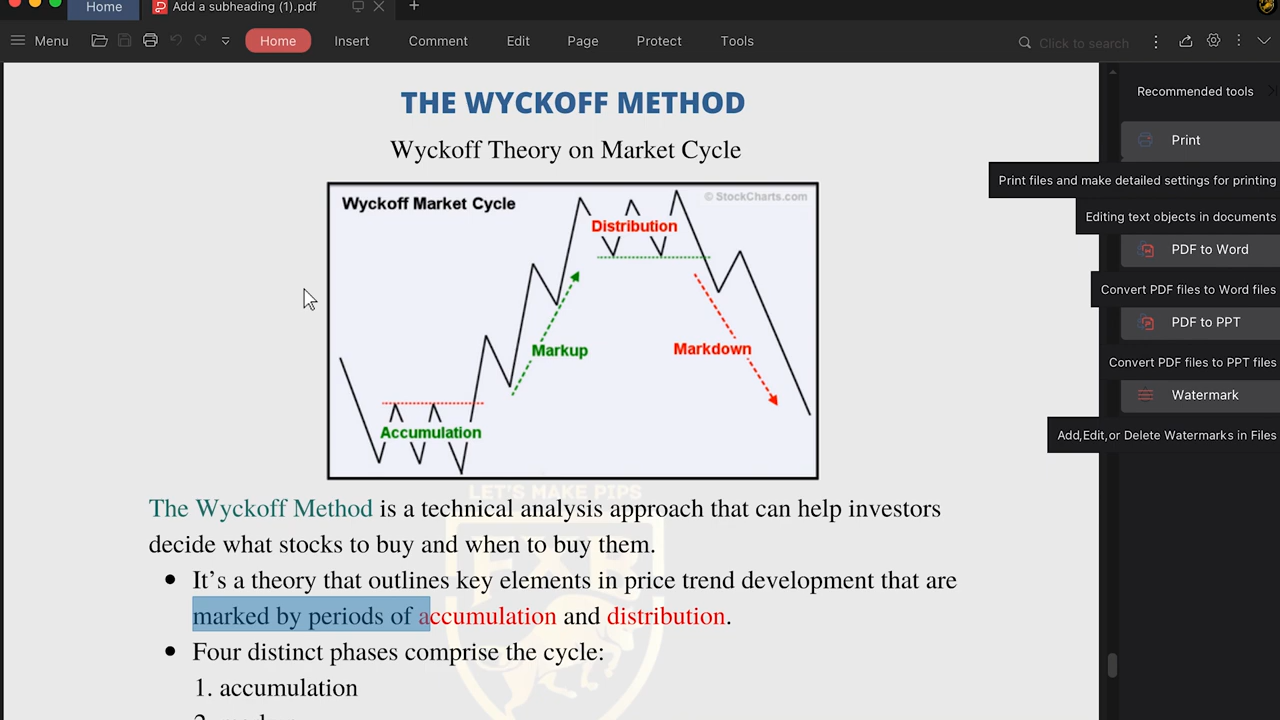 Home
Add a subheading (1).pdf
Menu
Home
Insert
Comment
Edit
Page
Protect
Tools
Click to search
THE WYCKOFF METHOD
Wyckoff Theory on Market Cycle
Wyckoff Market Cycle
© StockCharts.com
Distribution
Markup
Markdown
Accumulation
LET'S MAKE PIPS
The Wyckoff Method is a technical analysis approach that can help investors
decide what stocks to buy and when to buy them.
It's a theory that outlines key elements in price trend development that are
marked by periods of accumulation and distribution.
Four distinct phases comprise the cycle:
1. accumulation
Recommended tools
Print
Print files and make detailed settings for printing
Editing text objects in documents
PDF to Word
Convert PDF files to Word files
PDF to PPT
Convert PDF files to PPT files
Watermark
Add,Edit,or Delete Watermarks in Files